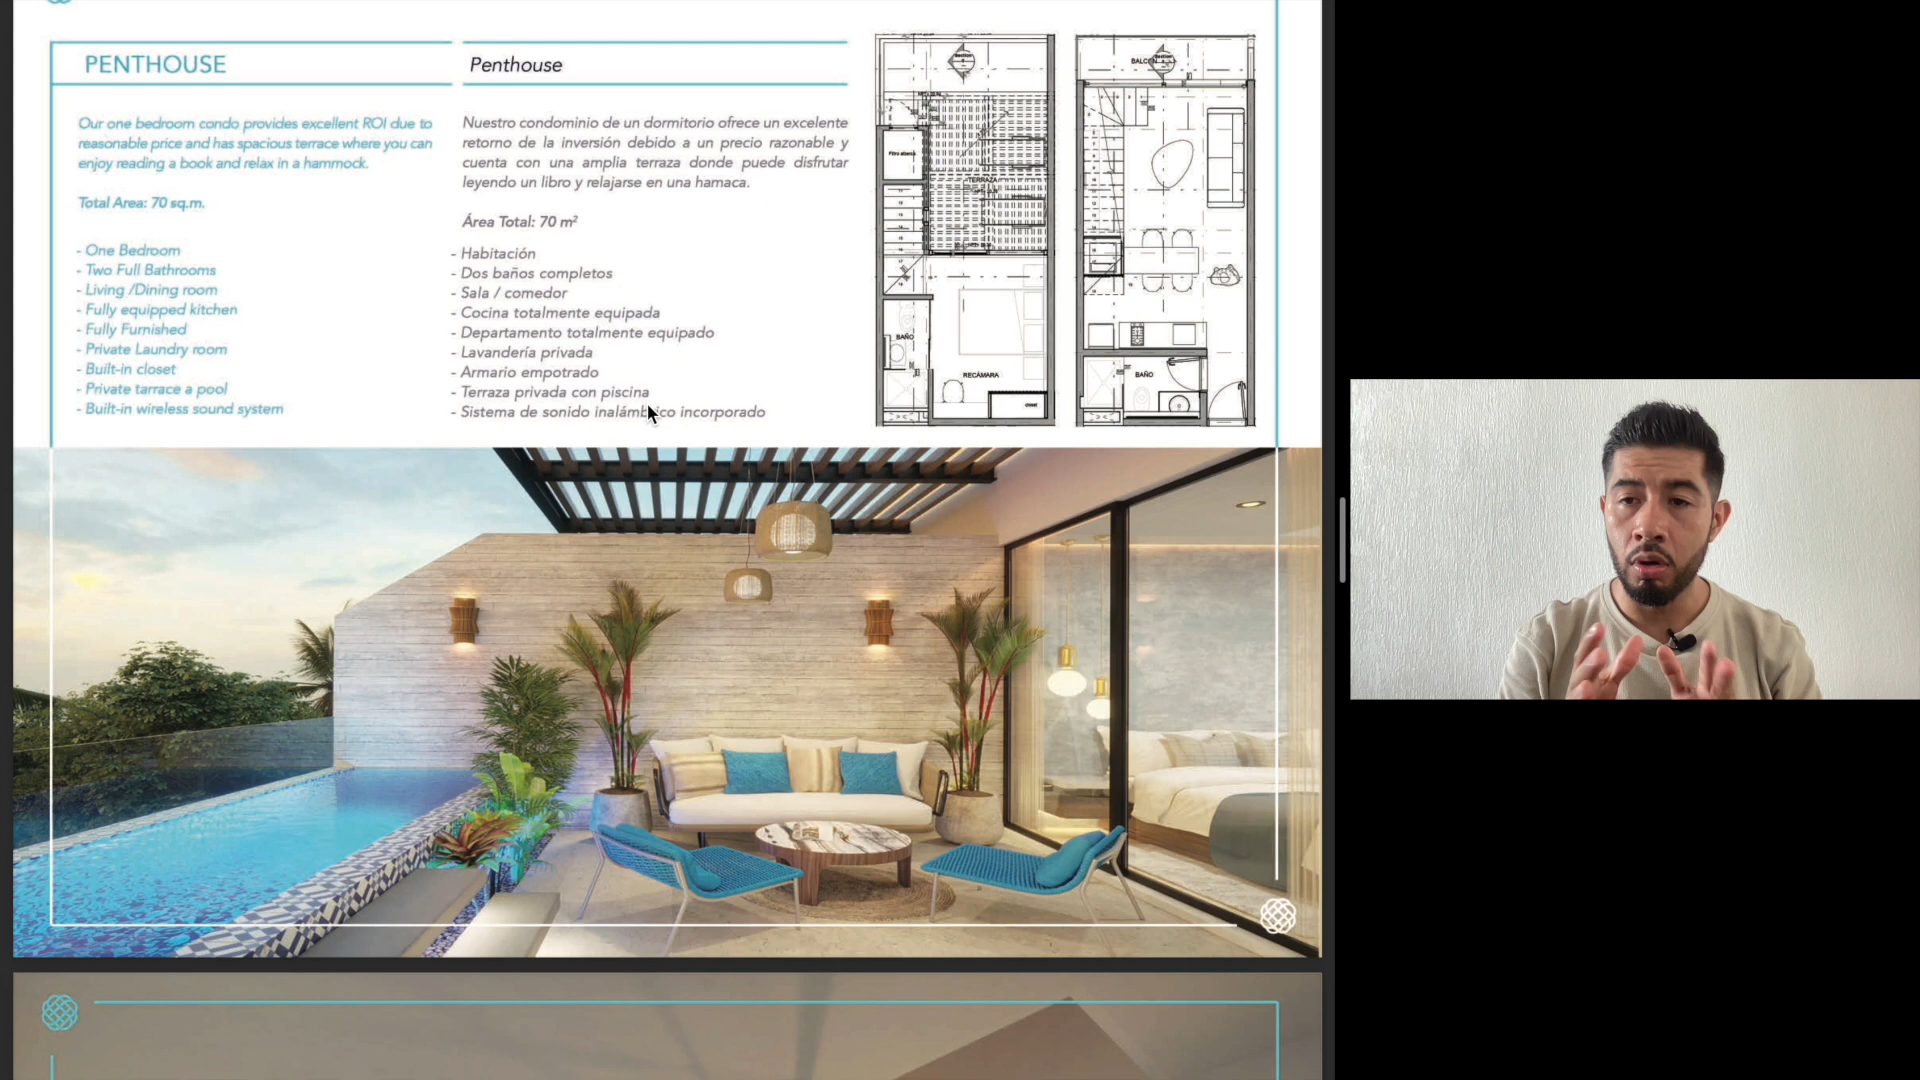 PENTHOUSE
Our one bedroom condo provides excellent ROI due to
reasonable price and has spacious terrace where you can
enjoy reading a book and relax in a hammock.
Total Area: 70 sq.m.
- One Bedroom
- Two Full Bathrooms
- Living /Dining room
- Fully equipped kitchen
- Fully Furnished
- Private Laundry room
- Built-in closet
- Private tarrace a pool
- Built-in wireless sound system
Penthouse
Nuestro condominio de un dormitorio ofrece un excelente
retorno de la inversión debido a un precio razonable y
cuenta con una amplia terraza donde puede disfrutar
leyendo un libro y relajarse en una hamaca.
Área Total: 70 m²
- Habitación
- Dos baños completos
- Sala / comedor
- Cocina totalmente equipada
- Departamento totalmente equipado
- Lavandería privada
- Armario empotrado
- Terraza privada con piscina
- Sistema de sonido inalámbrico incorporado
TERRAZA
BAÑO
RECÁMARA
closet
BALCON
BAÑO